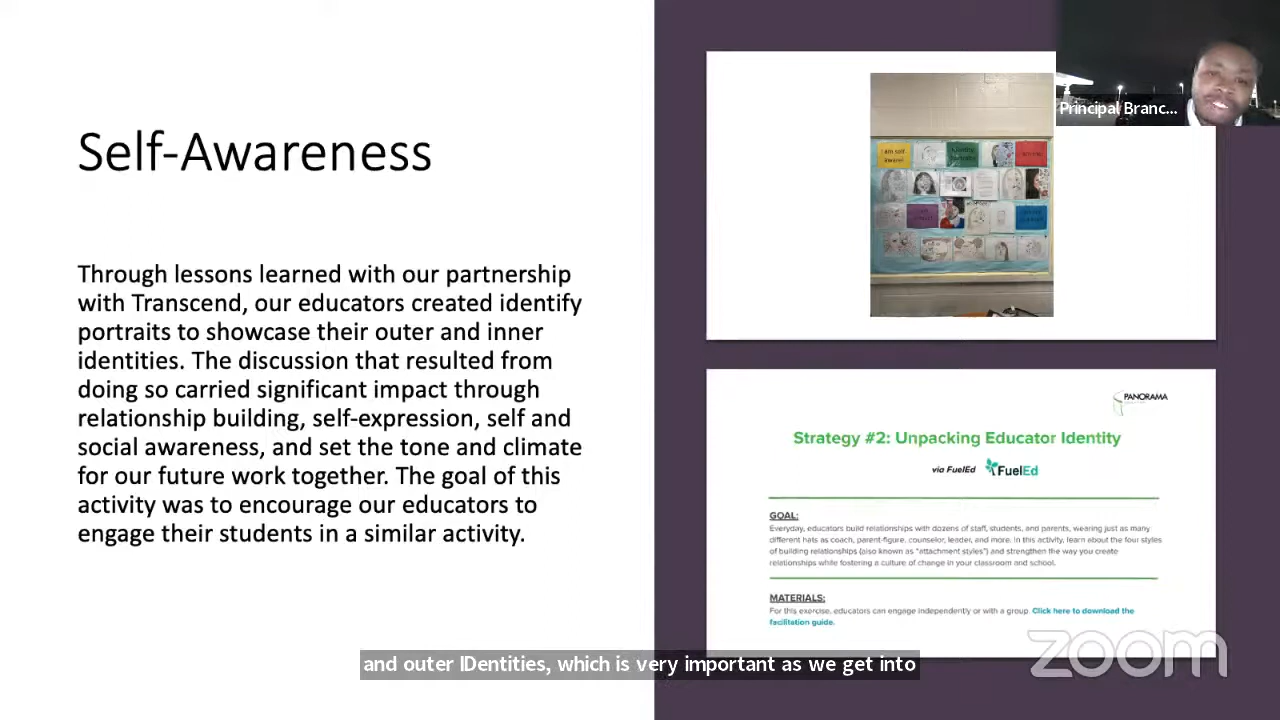 Self-Awareness
Through lessons learned with our partnership
with Transcend, our educators created identify
portraits to showcase their outer and inner
identities. The discussion that resulted from
doing so carried significant impact through
relationship building, self-expression, self and
social awareness, and set the tone and climate
for our future work together. The goal of this
activity was to encourage our educators to
engage their students in a similar activity.
Principal Branc...
I am self
aware!
PANORAMA
Strategy #2: Unpacking Educator Identity
via FuelEd FuelEd
GOAL:
Everyday, educators build relationships with dozens of staff, students, and parents, wearing just as many
different hats as coach, parent-figure, counselor, leader, and more. In this activity, learn about the four styles
of building relationships (also known as "attachment styles") and strengthen the way you create
relationships while fostering a culture of change in your classroom and school.
MATERIALS:
For this exercise, educators can engage independently or with a group. Click here to download the
facilitation guide.
zoom
and outer IDentities, which is very important as we get into